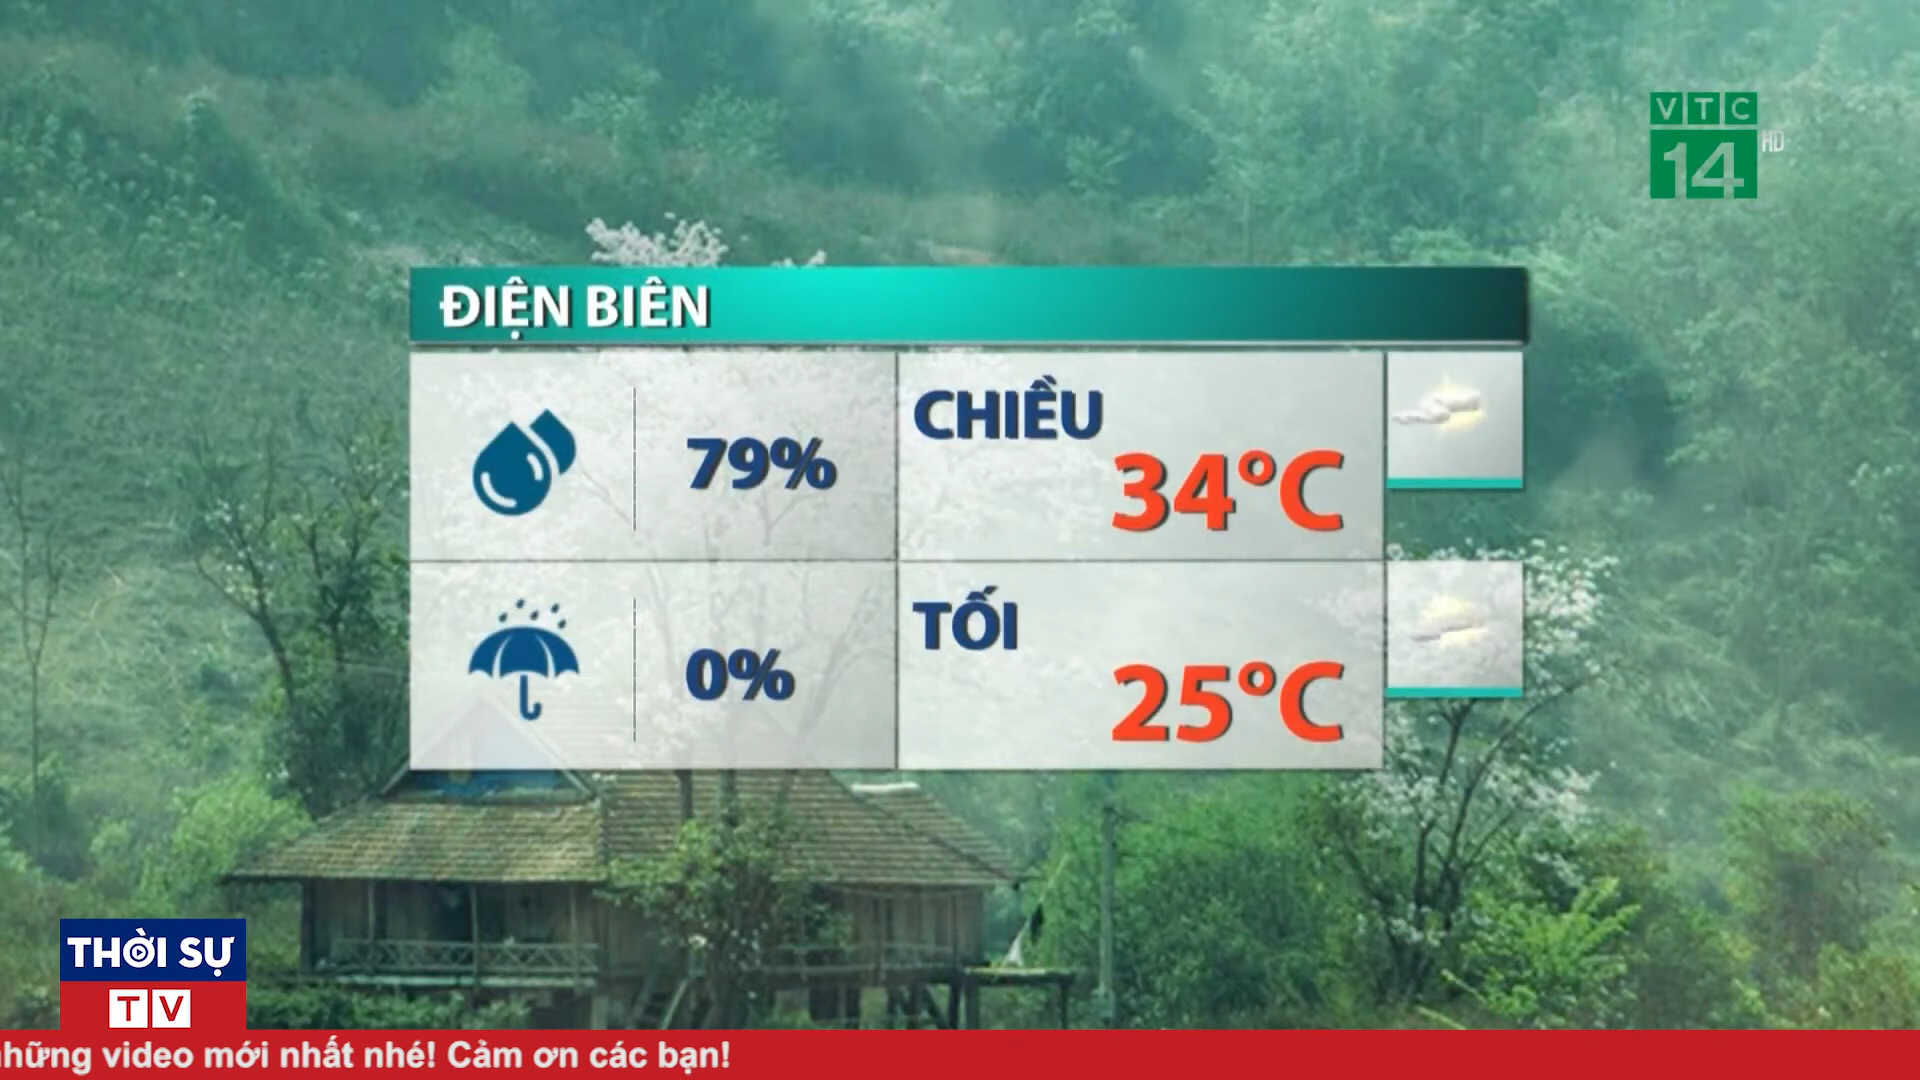 VTC
14 HD
ĐIỆN BIÊN
79%
CHIỀU
34°C
0%
TỐI
25°C
THỜI SỰ
TV
những video mới nhất nhé! Cảm ơn các bạn!